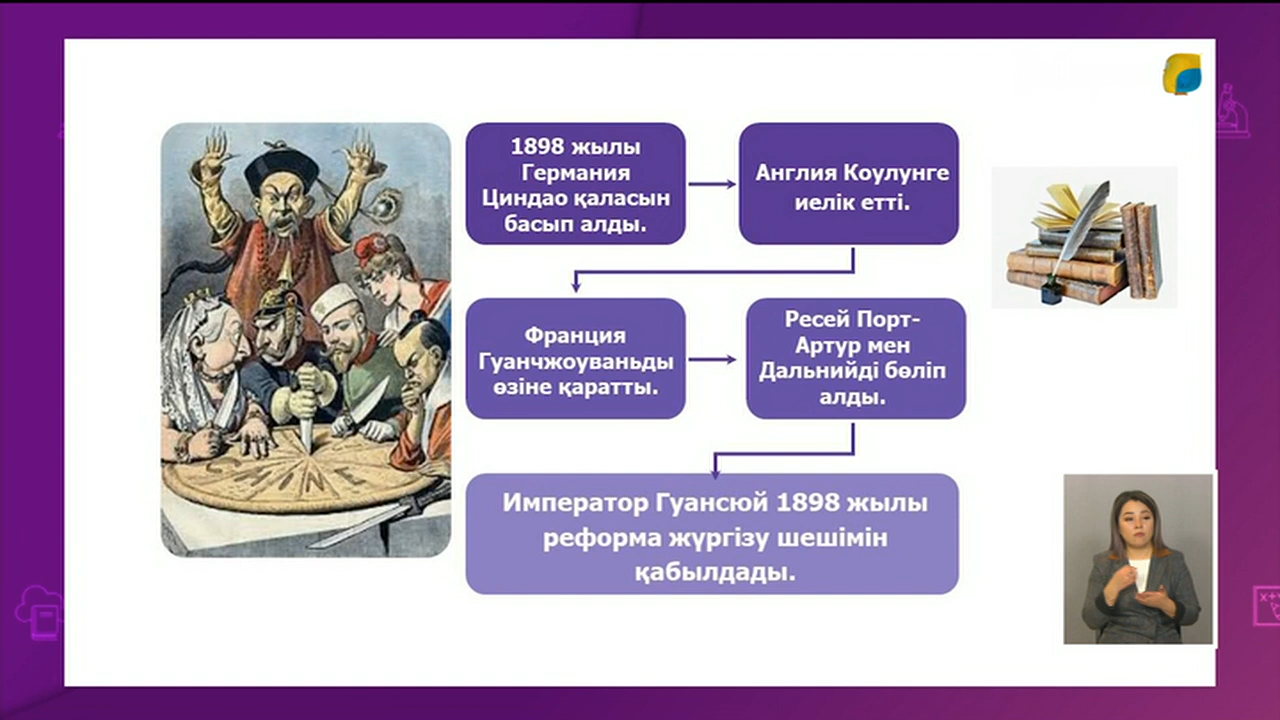 1898 жылы
Германия
Циндао қаласын
басып алды.
Англия Коулунге
иелік етті.
Франция
Гуанчжоуваньды
өзіне қаратты.
Ресей Порт-
Артур мен
Дальнийді бөліп
алды.
Император Гуансюй 1898 жылы
реформа жүргізу шешімін
қабылдады.
CHINE